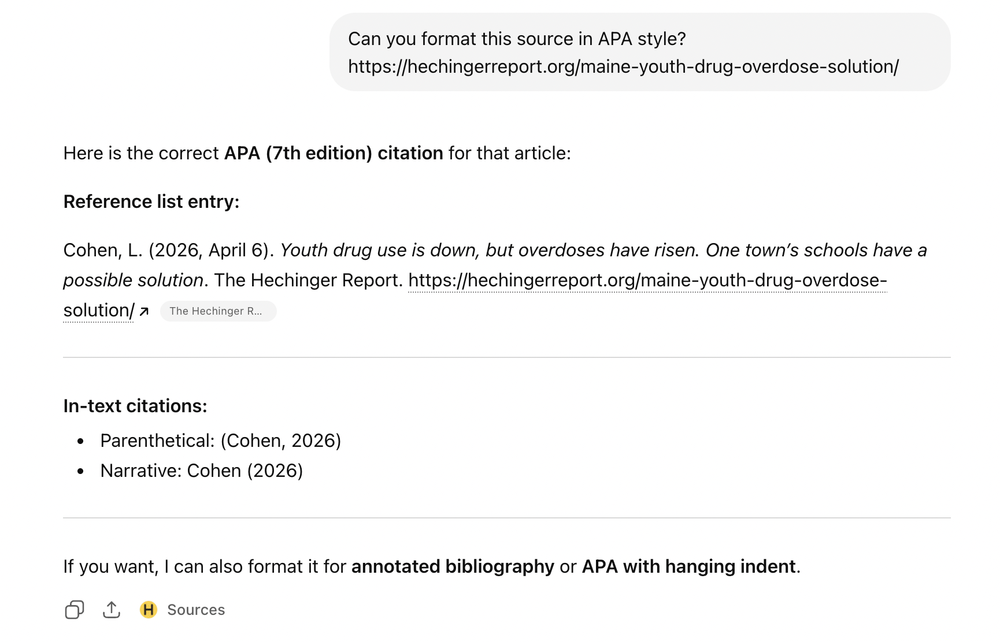 Can you format this source in APA style?
https://hechingerreport.org/maine-youth-drug-overdose-solution/
Here is the correct APA (7th edition) citation for that article:
Reference list entry:
Cohen, L. (2026, April 6). Youth drug use is down, but overdoses have risen. One town’s schools have a
possible solution. The Hechinger Report. https://hechingerreport.org/maine-youth-drug-overdose-
solution/ The Hechinger R...
In-text citations:
• Parenthetical: (Cohen, 2026)
• Narrative: Cohen (2026)
If you want, I can also format it for annotated bibliography or APA with hanging indent.
H Sources